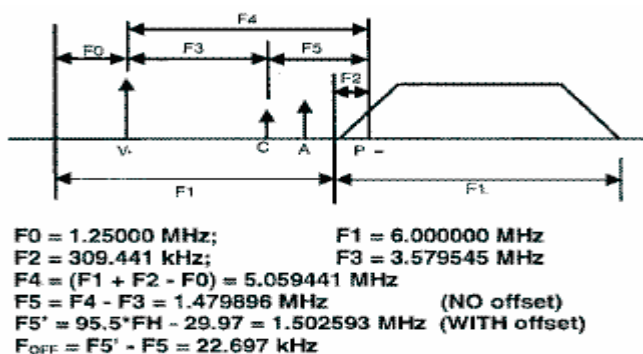 F4
F0 F3 F5
F2
V- C A P -
F1 F1.
F0 = 1.25000 MHz; F1 = 6.000000 MHz
F2 = 309.441 kHz; F3 = 3.579545 MHz
F4 = (F1 + F2 - F0) = 5.059441 MHz
F5 = F4 - F3 = 1.479896 MHz (NO offset)
F5' = 95.5*FH - 29.97 = 1.502593 MHz (WITH offset)
FOFF = F5' - F5 = 22.697 kHz